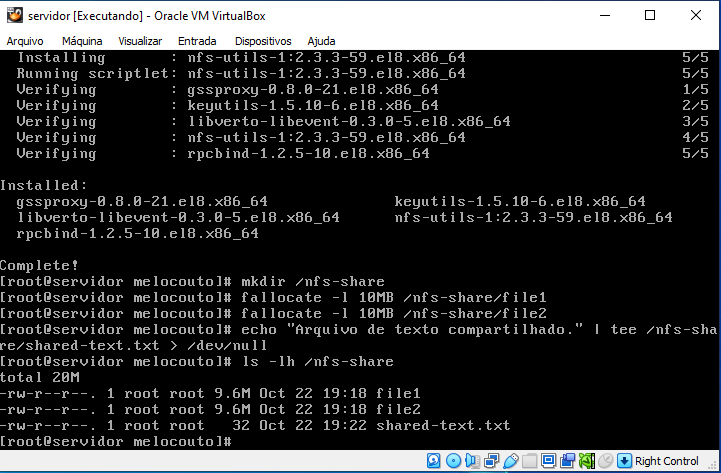 servidor [Executando] - Oracle VM VirtualBox
Arquivo Máquina Visualizar Entrada Dispositivos Ajuda
Installing : nfs-utils-1:2.3.3-59.el8.x86_64 5/5
Running scriptlet: nfs-utils-1:2.3.3-59.el8.x86_64 5/5
Verifying : gssproxy-0.8.0-21.el8.x86_64 1/5
Verifying : keyutils-1.5.10-6.el8.x86_64 2/5
Verifying : libverto-libevent-0.3.0-5.el8.x86_64 3/5
Verifying : nfs-utils-1:2.3.3-59.el8.x86_64 4/5
Verifying : rpcbind-1.2.5-10.el8.x86_64 5/5
Installed:
gssproxy-0.8.0-21.el8.x86_64 keyutils-1.5.10-6.el8.x86_64
libverto-libevent-0.3.0-5.el8.x86_64 nfs-utils-1:2.3.3-59.el8.x86_64
rpcbind-1.2.5-10.el8.x86_64
Complete!
[root@servidor melocouto]# mkdir /nfs-share
[root@servidor melocouto]# fallocate -l 10MB /nfs-share/file1
[root@servidor melocouto]# fallocate -l 10MB /nfs-share/file2
[root@servidor melocouto]# echo "Arquivo de texto compartilhado." | tee /nfs-sha
re/shared-text.txt > /dev/null
[root@servidor melocouto]# ls -lh /nfs-share
total 20M
-rw-r--r--. 1 root root 9.6M Oct 22 19:18 file1
-rw-r--r--. 1 root root 9.6M Oct 22 19:18 file2
-rw-r--r--. 1 root root 32 Oct 22 19:22 shared-text.txt
[root@servidor melocouto]#
Right Control